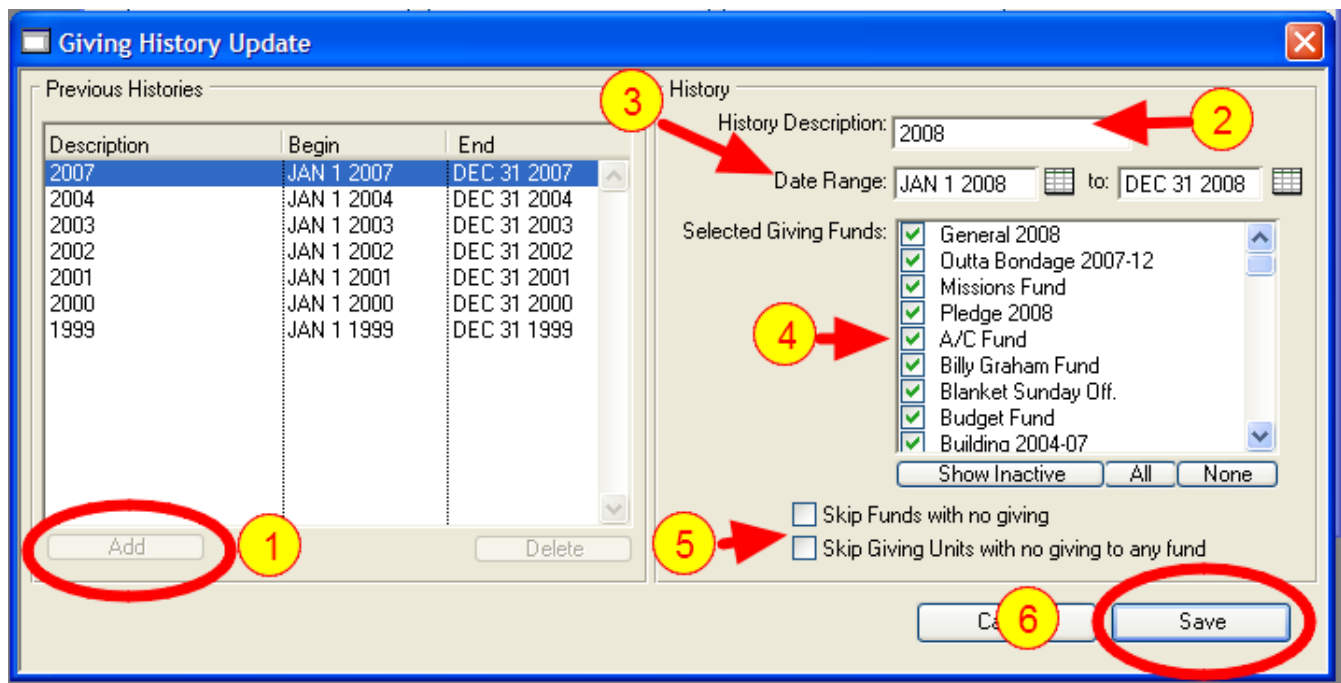 Giving History Update
Previous Histories
Description Begin End
2007 JAN 1 2007 DEC 31 2007
2004 JAN 1 2004 DEC 31 2004
2003 JAN 1 2003 DEC 31 2003
2002 JAN 1 2002 DEC 31 2002
2001 JAN 1 2001 DEC 31 2001
2000 JAN 1 2000 DEC 31 2000
1999 JAN 1 1999 DEC 31 1999
Add
1
Delete
History
3
History Description: 2008
2
Date Range: JAN 1 2008 to: DEC 31 2008
Selected Giving Funds:
General 2008
Outta Bondage 2007-12
Missions Fund
Pledge 2008
4
A/C Fund
Billy Graham Fund
Blanket Sunday Off.
Budget Fund
Building 2004-07
Show Inactive All None
5
Skip Funds with no giving
Skip Giving Units with no giving to any fund
6
Save